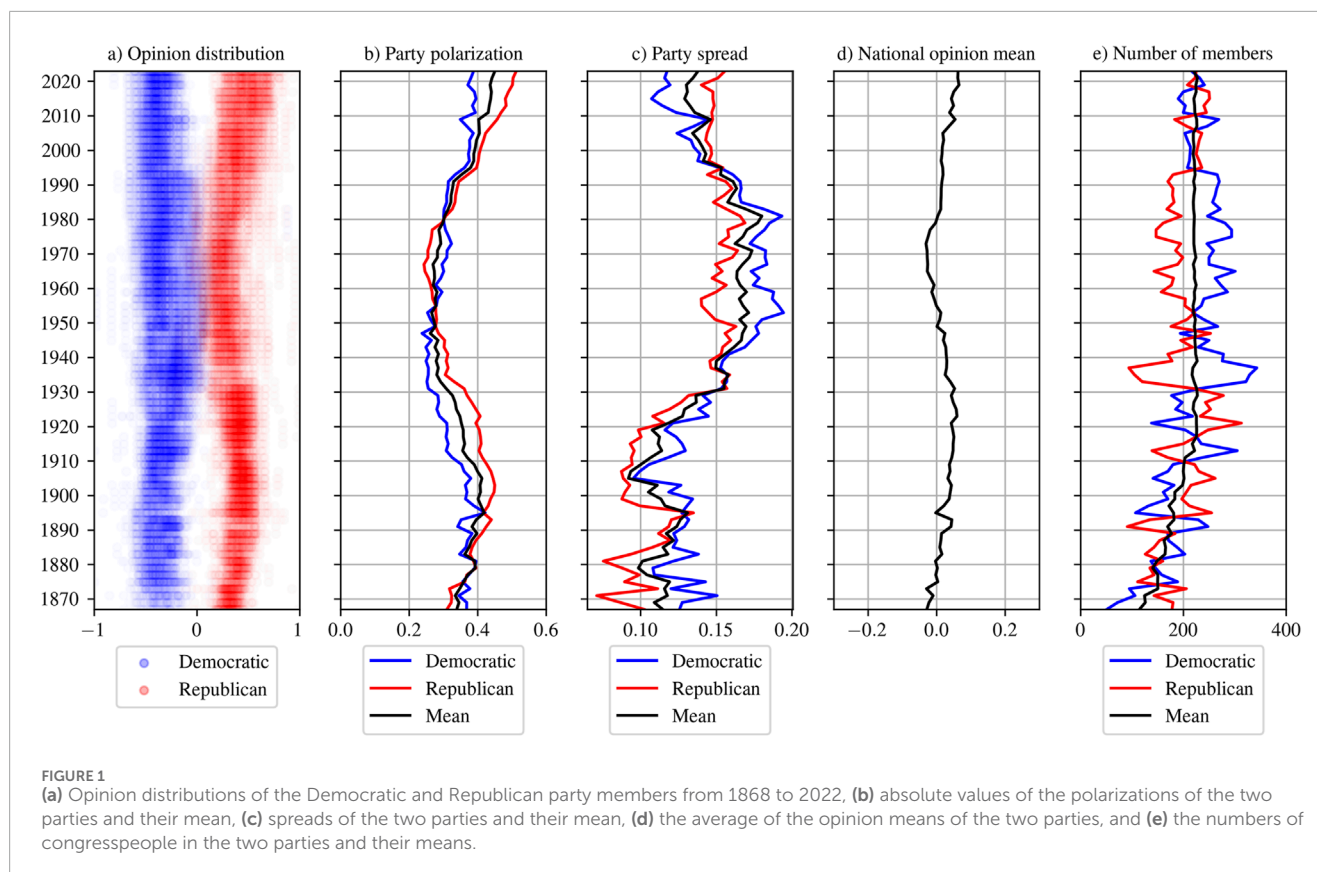 a) Opinion distribution
b) Party polarization
c) Party spread
d) National opinion mean
e) Number of members
2020
2010
2000
1990
1980
1970
1960
1950
1940
1930
1920
1910
1900
1890
1880
1870
−1 0 1
0.0 0.2 0.4 0.6
0.10 0.15 0.20
−0.2 0.0 0.2
0 200 400
Democratic
Republican
Democratic
Republican
Mean
Democratic
Republican
Mean
Democratic
Republican
Mean
FIGURE 1
(a) Opinion distributions of the Democratic and Republican party members from 1868 to 2022, (b) absolute values of the polarizations of the two
parties and their mean, (c) spreads of the two parties and their mean, (d) the average of the opinion means of the two parties, and (e) the numbers of
congresspeople in the two parties and their means.